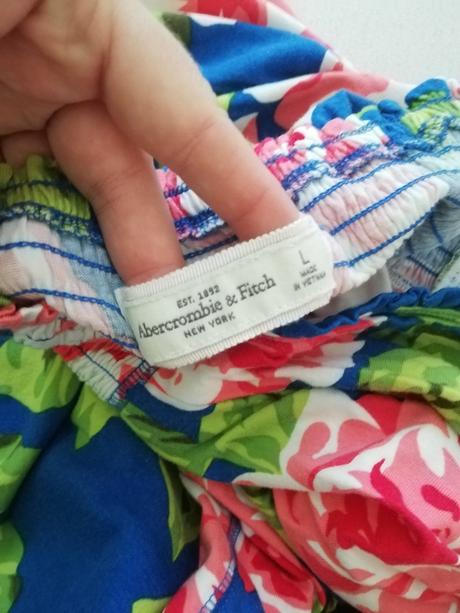 EST. 1892
Abercrombie & Fitch
NEW YORK
L
MADE
IN VIETNAM